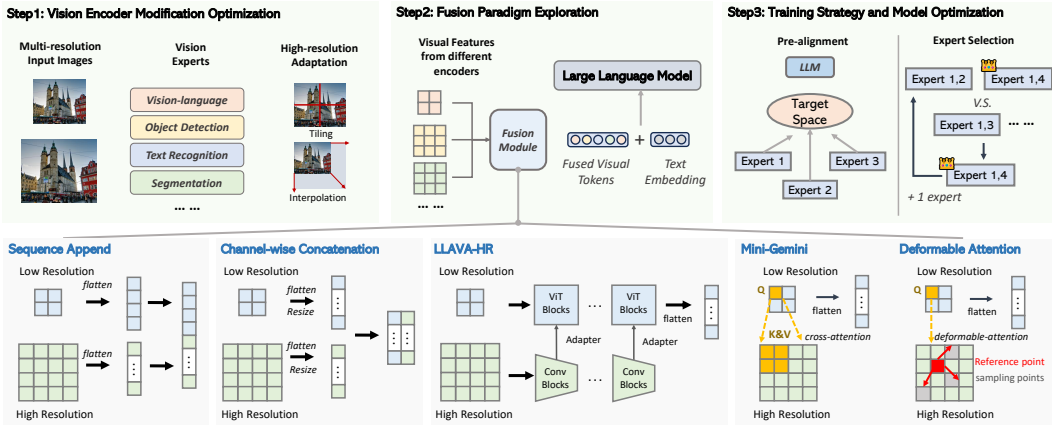 Step1: Vision Encoder Modification Optimization
Multi-resolution
Input Images
Vision
Experts
High-resolution
Adaptation
Vision-language
Object Detection
Text Recognition
Segmentation
... ...
Tiling
Interpolation
Step2: Fusion Paradigm Exploration
Visual Features
from different
encoders
... ...
Fusion
Module
Large Language Model
+
Fused Visual
Tokens
Text
Embedding
Step3: Training Strategy and Model Optimization
Pre-alignment
LLM
Target
Space
Expert 1
Expert 2
Expert 3
Expert Selection
Expert 1,2
Expert 1,4
V.S.
Expert 1,3
... ...
Expert 1,4
+ 1 expert
Sequence Append
Low Resolution
flatten
flatten
High Resolution
Channel-wise Concatenation
Low Resolution
flatten
Resize
flatten
Resize
High Resolution
LLAVA-HR
Low Resolution
ViT
Blocks
...
ViT
Blocks
flatten
Adapter
Adapter
Conv
Blocks
...
Conv
Blocks
High Resolution
Mini-Gemini
Low Resolution
Q
flatten
K&V
cross-attention
High Resolution
Deformable Attention
Low Resolution
Q
flatten
deformable-attention
Reference point
sampling points
High Resolution